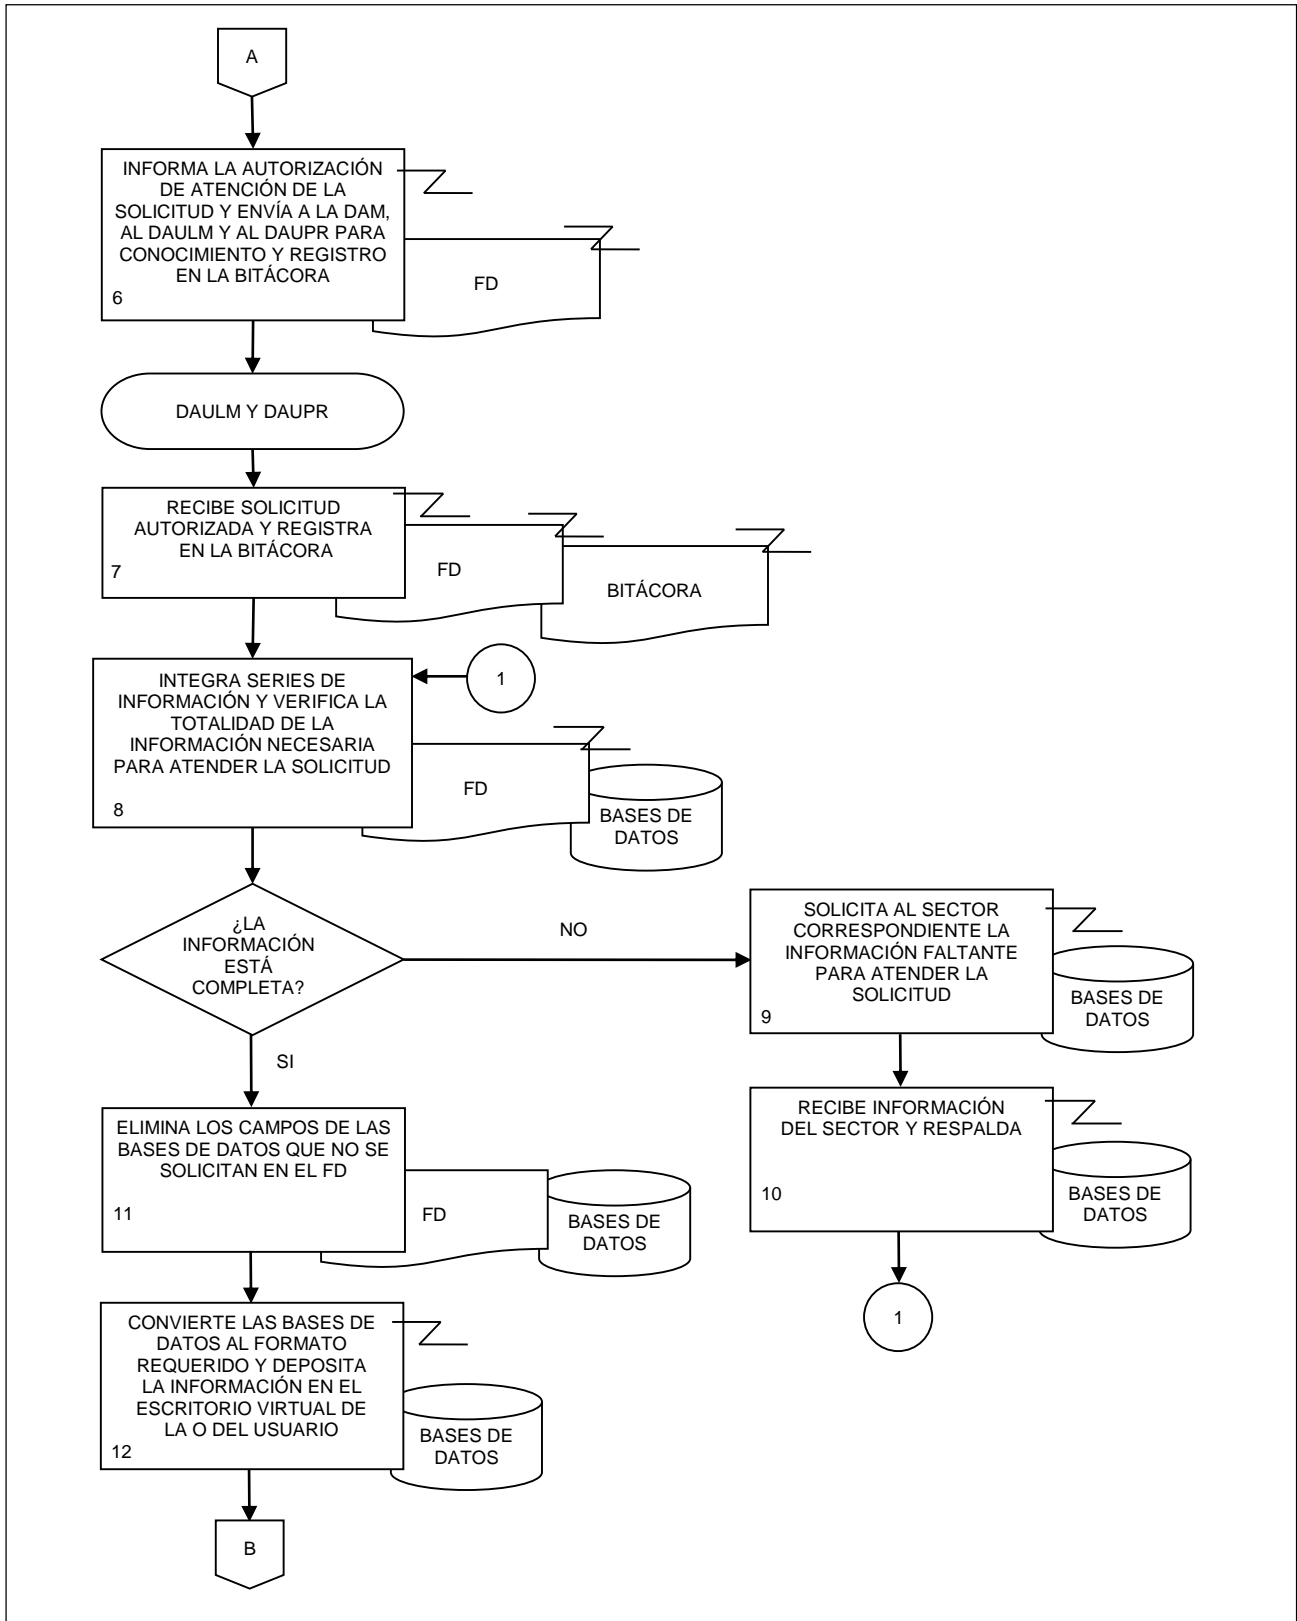 A
INFORMA LA AUTORIZACIÓN
DE ATENCIÓN DE LA
SOLICITUD Y ENVÍA A LA DAM,
AL DAULM Y AL DAUPR PARA
CONOCIMIENTO Y REGISTRO
EN LA BITÁCORA
6
FD
DAULM Y DAUPR
RECIBE SOLICITUD
AUTORIZADA Y REGISTRA
EN LA BITÁCORA
7
FD
BITÁCORA
INTEGRA SERIES DE
INFORMACIÓN Y VERIFICA LA
TOTALIDAD DE LA
INFORMACIÓN NECESARIA
PARA ATENDER LA SOLICITUD
8
1
FD
BASES DE
DATOS
¿LA
INFORMACIÓN
ESTÁ
COMPLETA?
NO
SI
SOLICITA AL SECTOR
CORRESPONDIENTE LA
INFORMACIÓN FALTANTE
PARA ATENDER LA
SOLICITUD
9
BASES DE
DATOS
RECIBE INFORMACIÓN
DEL SECTOR Y RESPALDA
10
BASES DE
DATOS
1
ELIMINA LOS CAMPOS DE LAS
BASES DE DATOS QUE NO SE
SOLICITAN EN EL FD
11
FD
BASES DE
DATOS
CONVIERTE LAS BASES DE
DATOS AL FORMATO
REQUERIDO Y DEPOSITA
LA INFORMACIÓN EN EL
ESCRITORIO VIRTUAL DE
LA O DEL USUARIO
12
BASES DE
DATOS
B